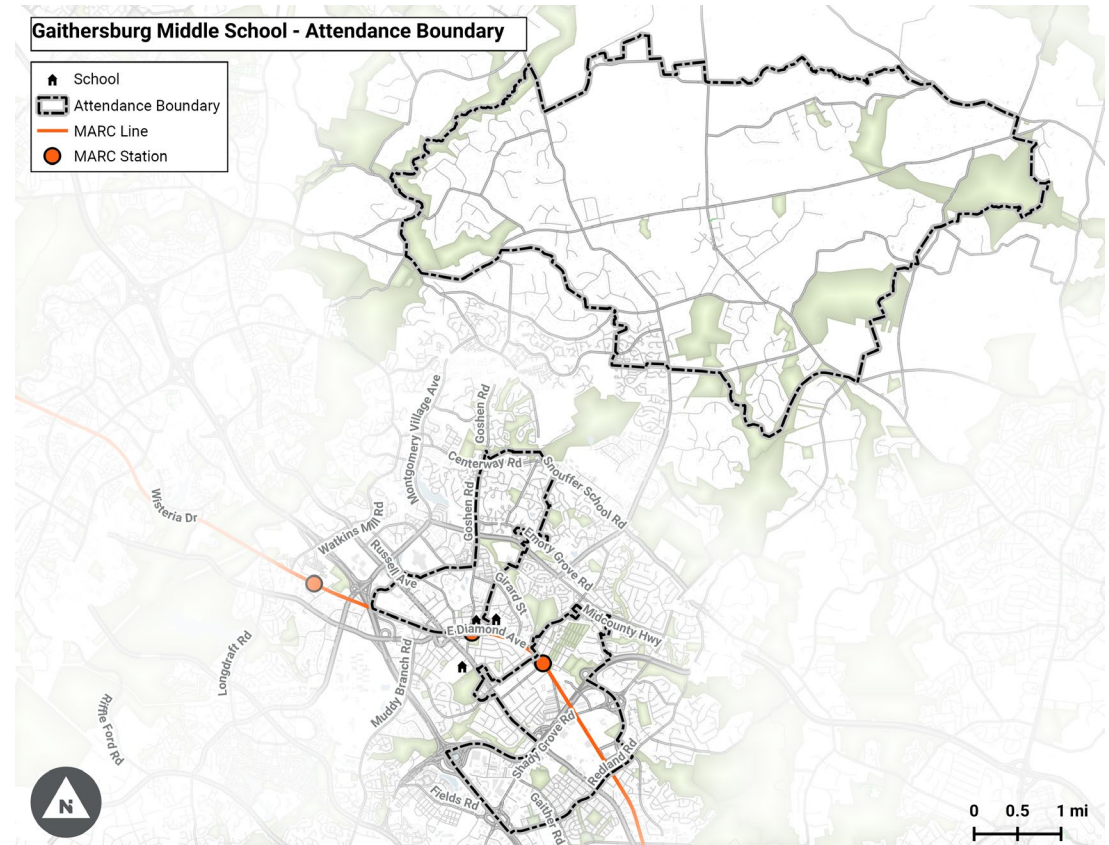 Gaithersburg Middle School - Attendance Boundary
School
Attendance Boundary
MARC Line
MARC Station
Montgomery Village Ave
Goshen Rd
Centerway Rd
Snouffer School Rd
Wisteria Dr
Watkins Mill Rd
Goshen Rd
Russell Ave
Emory Grove Rd
Girard St
E Diamond Ave
Midcounty Hwy
Longdraft Rd
Muddy Branch Rd
Riffle Ford Rd
Shady Grove Rd
Redland Rd
Fields Rd
Gaither Rd
N
0 0.5 1 mi